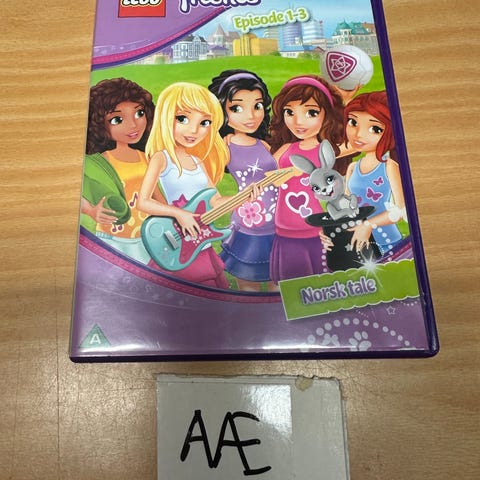 LEGO
friends
Episode 1-3
Norsk tale
A
AÆ